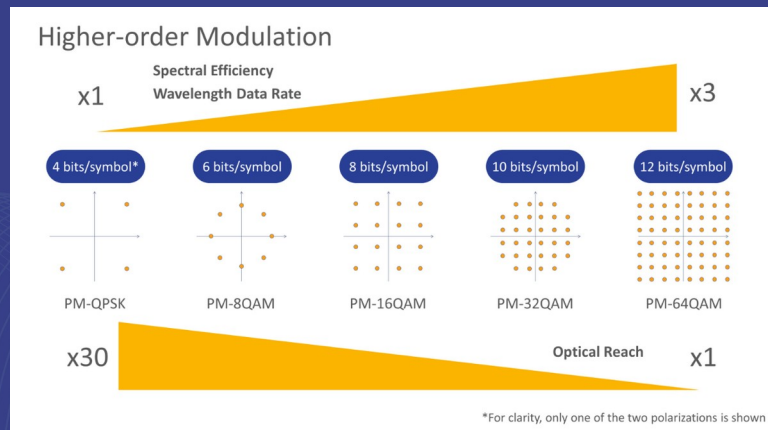 Higher-order Modulation
Spectral Efficiency
Wavelength Data Rate
x1
x3
4 bits/symbol*
6 bits/symbol
8 bits/symbol
10 bits/symbol
12 bits/symbol
PM-QPSK
PM-8QAM
PM-16QAM
PM-32QAM
PM-64QAM
x30
Optical Reach
x1
*For clarity, only one of the two polarizations is shown